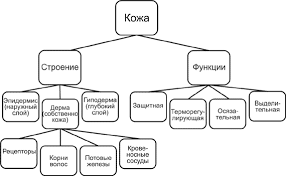 Кожа
Строение
Функции
Эпидермис
(наружный
слой)
Дерма
(собственно
кожа)
Гиподерма
(глубокий
слой)
Защитная
Терморегу-
лирующая
Осяза-
тельная
Выдели-
тельная
Рецепторы
Корни
волос
Потовые
железы
Крове-
носные
сосуды